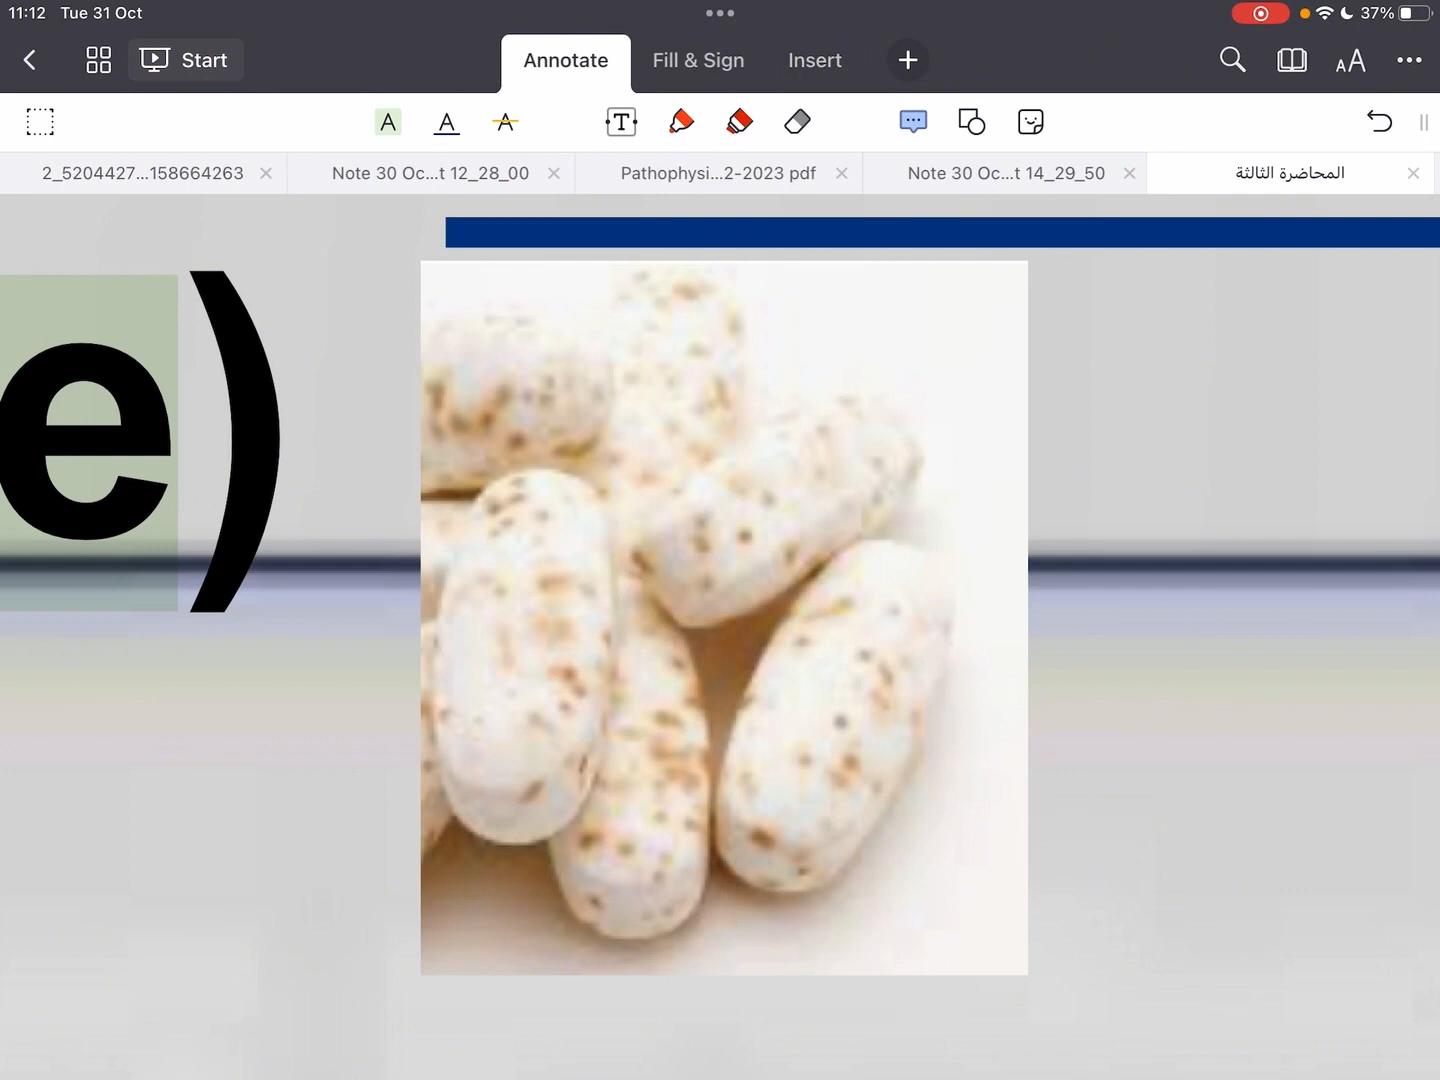 11:12 Tue 31 Oct
37%
Start
Annotate
Fill & Sign
Insert
2_5204427...158664263
Note 30 Oc...t 12_28_00
Pathophysi...2-2023 pdf
Note 30 Oc...t 14_29_50
المحاضرة الثالثة
e)